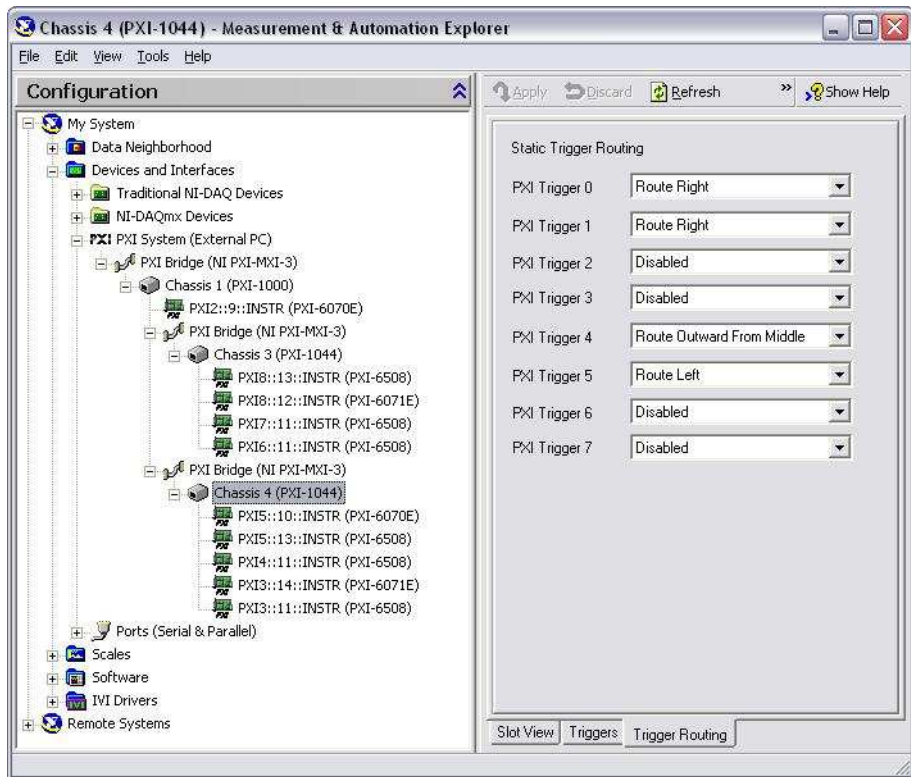 Chassis 4 (PXI-1044) - Measurement & Automation Explorer
File Edit View Tools Help
Configuration
My System
Data Neighborhood
Devices and Interfaces
Traditional NI-DAQ Devices
NI-DAQmx Devices
PXI PXI System (External PC)
PXI Bridge (NI PXI-MXI-3)
Chassis 1 (PXI-1000)
PXI2::9::INSTR (PXI-6070E)
PXI Bridge (NI PXI-MXI-3)
Chassis 3 (PXI-1044)
PXI8::13::INSTR (PXI-6508)
PXI8::12::INSTR (PXI-6071E)
PXI7::11::INSTR (PXI-6508)
PXI6::11::INSTR (PXI-6508)
PXI Bridge (NI PXI-MXI-3)
Chassis 4 (PXI-1044)
PXI5::10::INSTR (PXI-6070E)
PXI5::13::INSTR (PXI-6508)
PXI4::11::INSTR (PXI-6508)
PXI3::14::INSTR (PXI-6071E)
PXI3::11::INSTR (PXI-6508)
Ports (Serial & Parallel)
Scales
Software
IVI Drivers
Remote Systems
Apply Discard Refresh » Show Help
Static Trigger Routing
PXI Trigger 0 Route Right
PXI Trigger 1 Route Right
PXI Trigger 2 Disabled
PXI Trigger 3 Disabled
PXI Trigger 4 Route Outward From Middle
PXI Trigger 5 Route Left
PXI Trigger 6 Disabled
PXI Trigger 7 Disabled
Slot View Triggers Trigger Routing